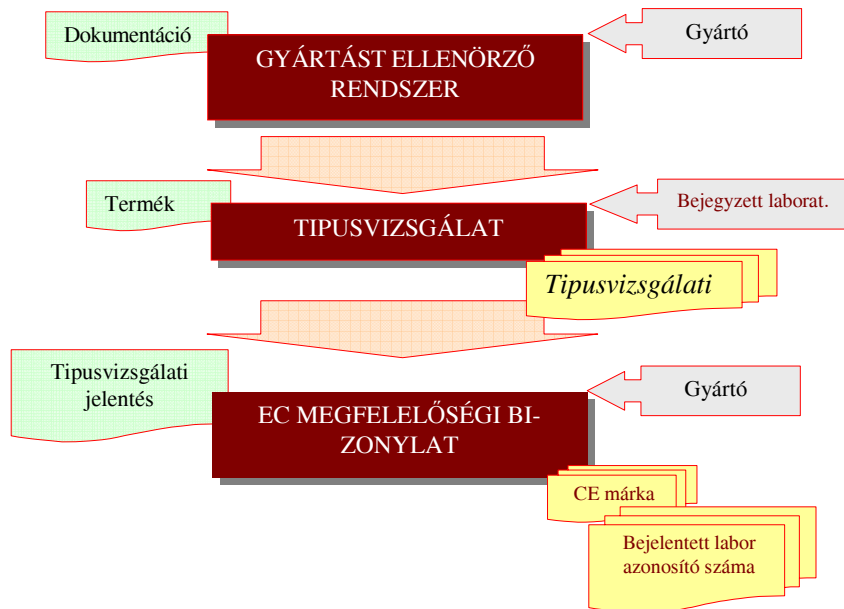 Dokumentáció
GYÁRTÁST ELLENÖRZŐ
RENDSZER
Gyártó
Termék
TIPUSVIZSGÁLAT
Bejegyzett laborat.
Tipusvizsgálati
Tipusvizsgálati
jelentés
EC MEGFELELŐSÉGI BI-
ZONYLAT
Gyártó
CE márka
Bejelentett labor
azonosító száma